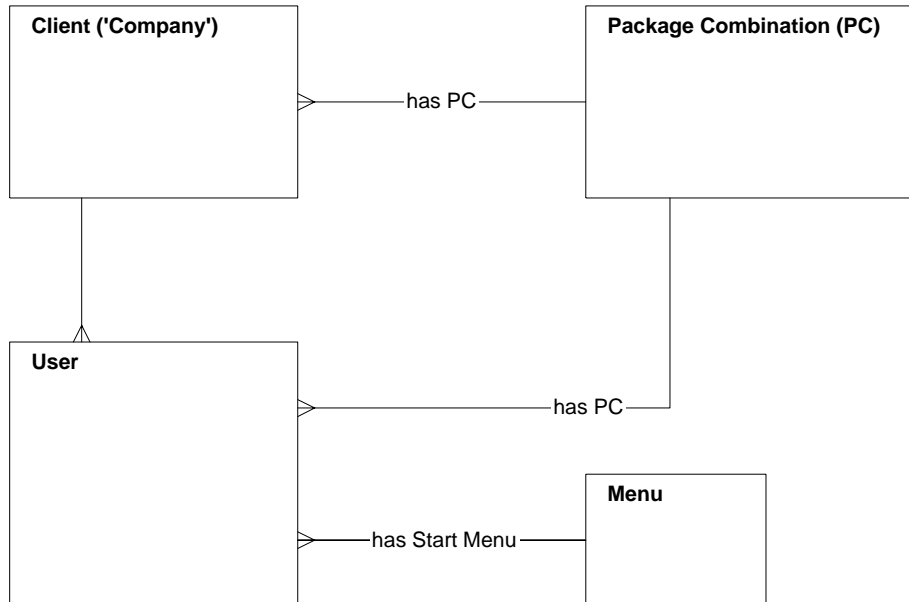 Client ('Company')
Package Combination (PC)
has PC
User
has PC
Menu
has Start Menu